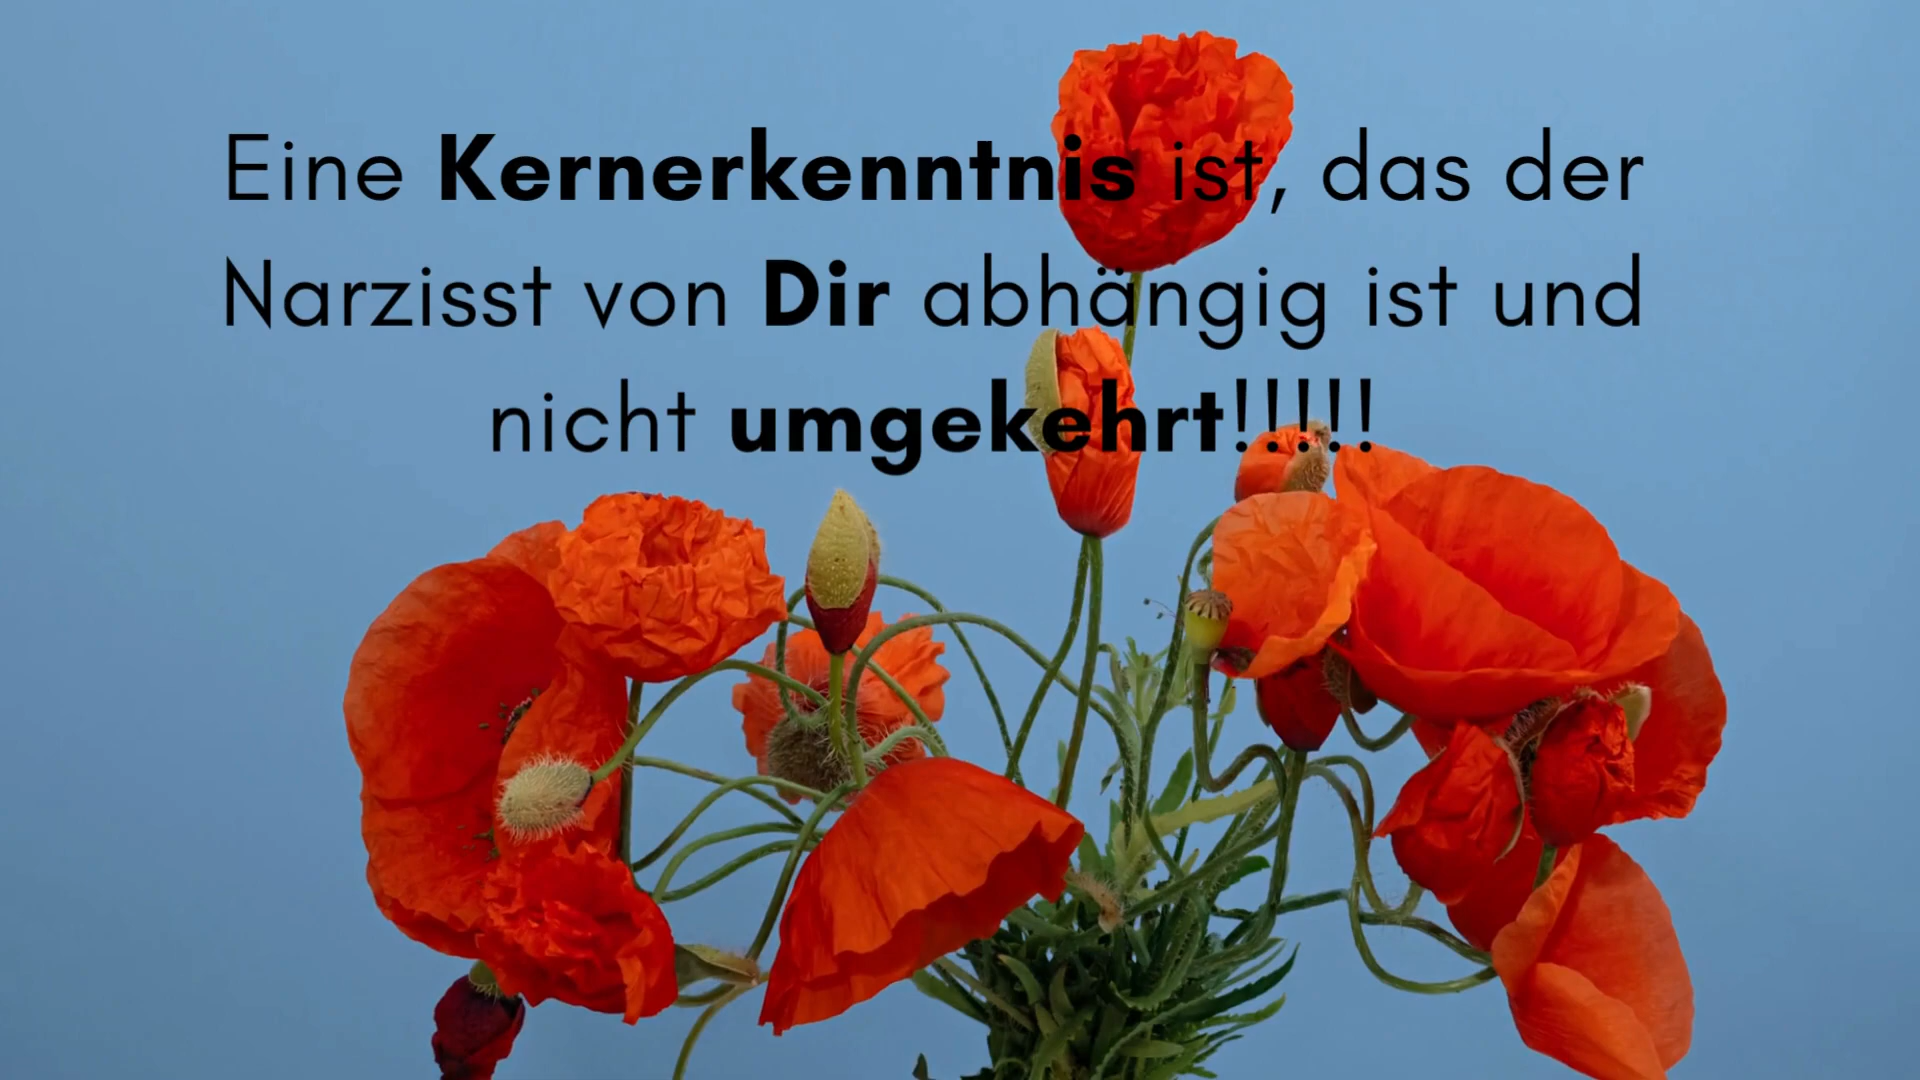 Eine Kernerkenntnis ist, das der
Narzisst von Dir abhängig ist und
nicht umgekehrt!!!!!